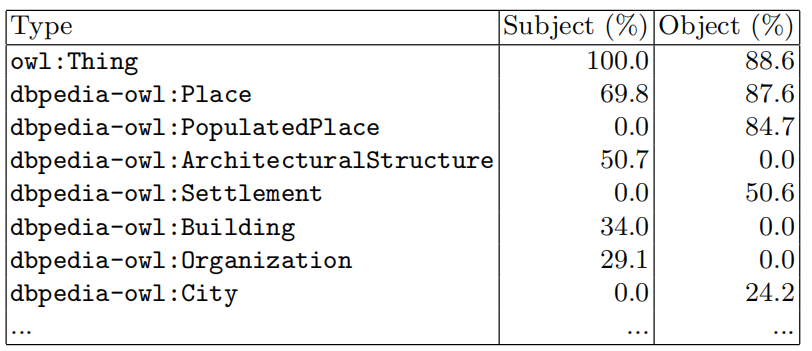 Type Subject (%) Object (%)
owl:Thing 100.0 88.6
dbpedia-owl:Place 69.8 87.6
dbpedia-owl:PopulatedPlace 0.0 84.7
dbpedia-owl:ArchitecturalStructure 50.7 0.0
dbpedia-owl:Settlement 0.0 50.6
dbpedia-owl:Building 34.0 0.0
dbpedia-owl:Organization 29.1 0.0
dbpedia-owl:City 0.0 24.2
... ... ...